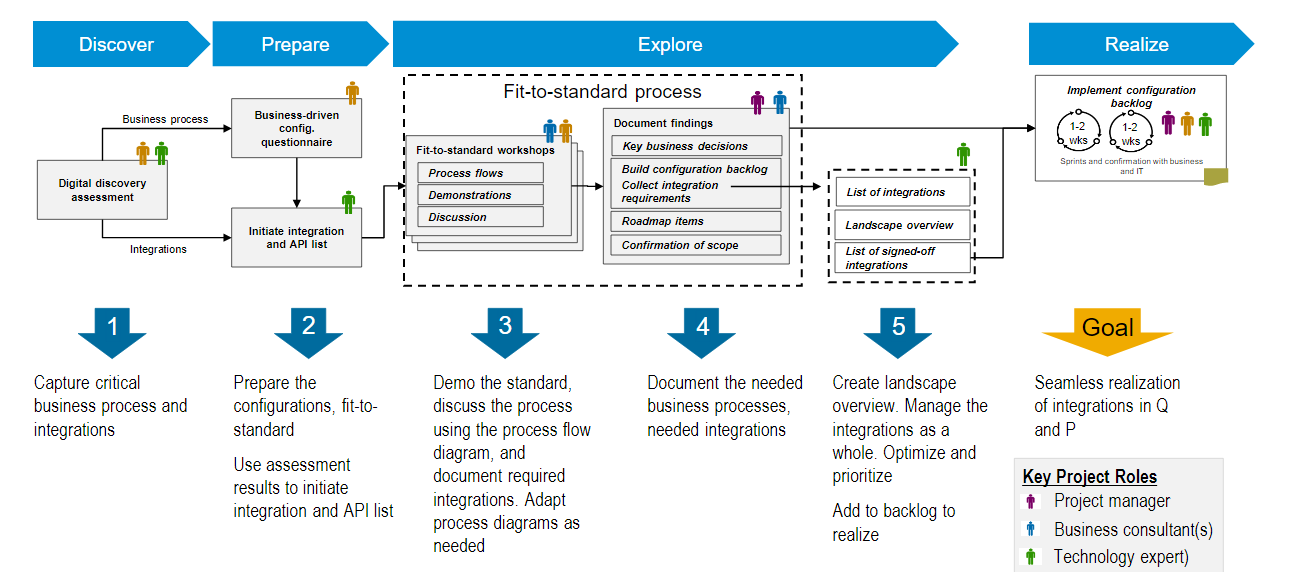 Discover
Prepare
Explore
Realize
Business process
Integrations
Digital discovery
assessment
Business-driven
config.
questionnaire
Initiate integration
and API list
Fit-to-standard process
Fit-to-standard workshops
Process flows
Demonstrations
Discussion
Document findings
Key business decisions
Build configuration backlog
Collect integration
requirements
Roadmap items
Confirmation of scope
List of integrations
Landscape overview
List of signed-off
integrations
Implement configuration
backlog
1-2
wks
1-2
wks
Sprints and confirmation with business
and IT
1
Capture critical
business process and
integrations
2
Prepare the
configurations, fit-to-
standard
Use assessment
results to initiate
integration and API list
3
Demo the standard,
discuss the process
using the process flow
diagram, and
document required
integrations. Adapt
process diagrams as
needed
4
Document the needed
business processes,
needed integrations
5
Create landscape
overview. Manage the
integrations as a
whole. Optimize and
prioritize
Add to backlog to
realize
Goal
Seamless realization
of integrations in Q
and P
Key Project Roles
Project manager
Business consultant(s)
Technology expert)